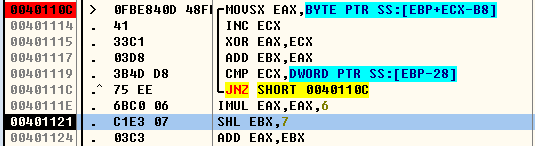 0040110C > 0FBE840D 48FI MOVSX EAX,BYTE PTR SS:[EBP+ECX-B8]
00401114 . 41 INC ECX
00401115 . 33C1 XOR EAX,ECX
00401117 . 03D8 ADD EBX,EAX
00401119 . 3B4D D8 CMP ECX,DWORD PTR SS:[EBP-28]
0040111C .^ 75 EE JNZ SHORT 0040110C
0040111E . 6BC0 06 IMUL EAX,EAX,6
00401121 . C1E3 07 SHL EBX,7
00401124 . 03C3 ADD EAX,EBX